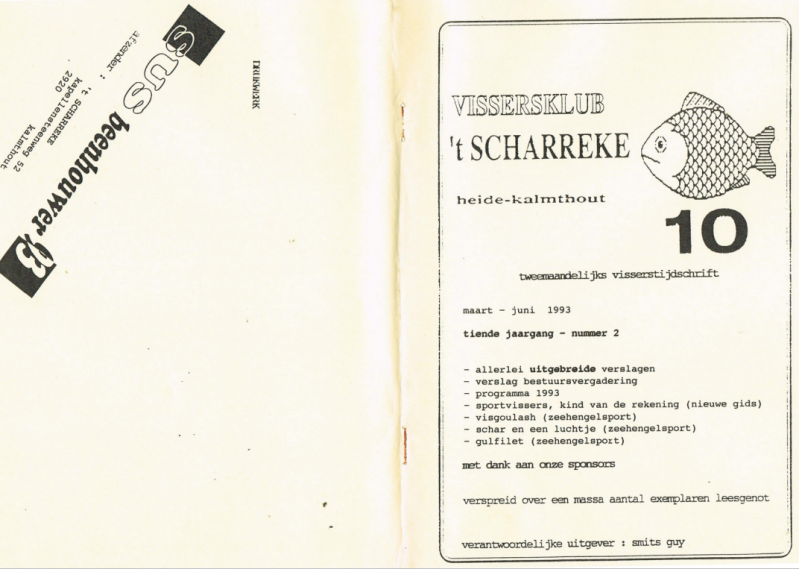 SUS
beenhouwer 93
afzender : 't SCHARREKE
kapellensteenweg 52
2920 kalmthout
DRUKWERK
VISSERSKLUB
't SCHARREKE
heide-kalmthout
10
tweemaandelijks visserstijdschrift
maart - juni 1993
tiende jaargang - nummer 2
- allerlei uitgebreide verslagen
- verslag bestuursvergadering
- programma 1993
- sportvissers, kind van de rekening (nieuwe gids)
- visgoulash (zeehengelsport)
- schar en een luchtje (zeehengelsport)
- gulfilet (zeehengelsport)
met dank aan onze sponsors
verspreid over een massa aantal exemplaren leesgenot
verantwoordelijke uitgever : smits guy